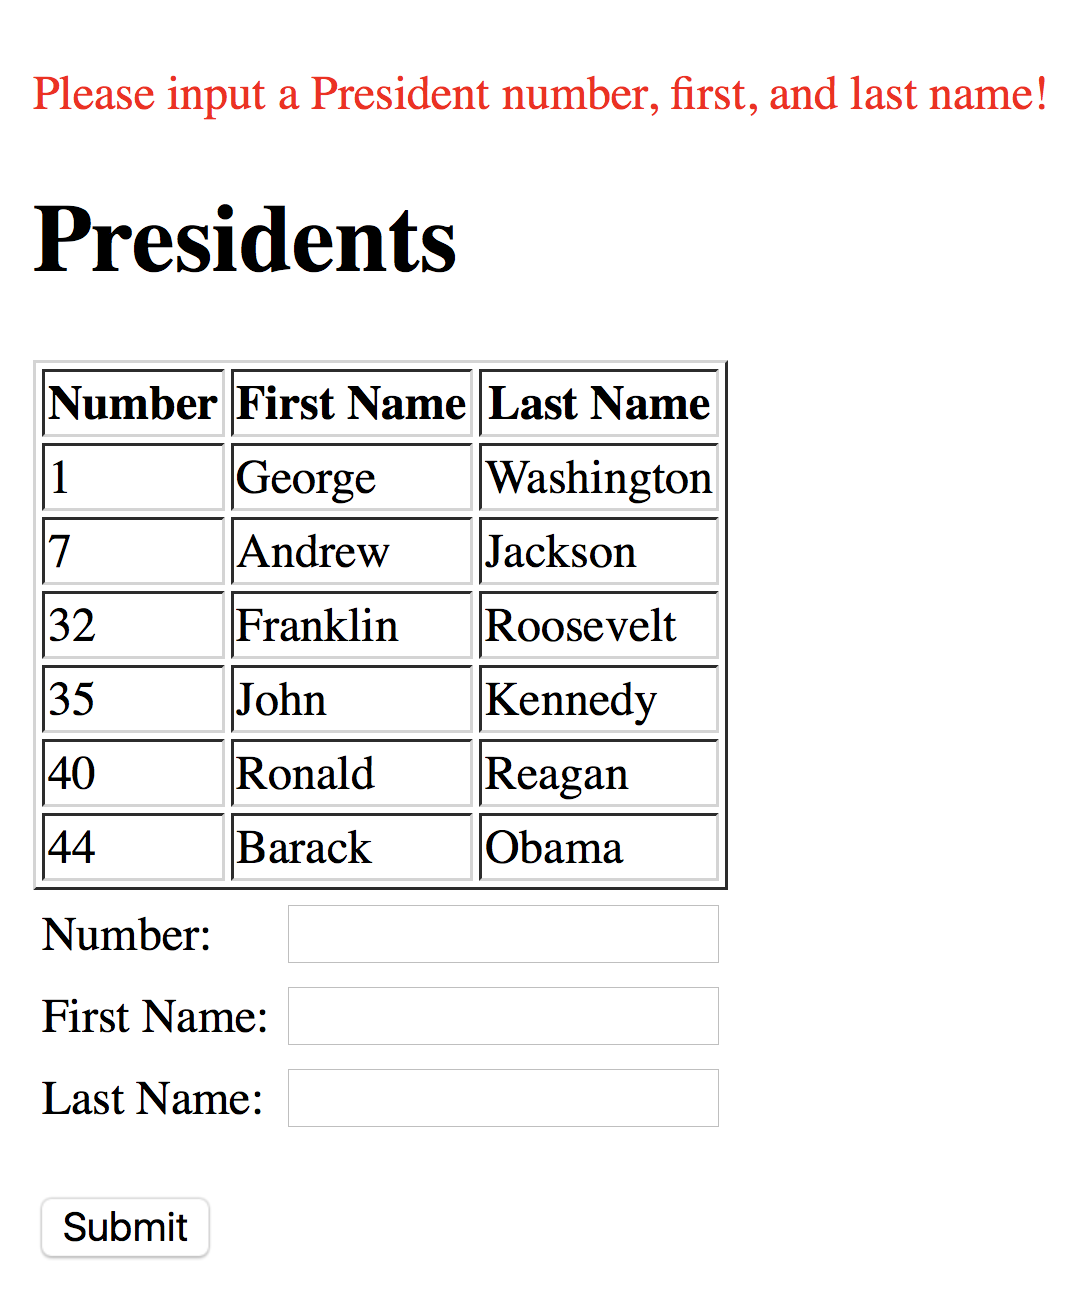 Please input a President number, first, and last name!
Presidents
Number First Name Last Name
1 George Washington
7 Andrew Jackson
32 Franklin Roosevelt
35 John Kennedy
40 Ronald Reagan
44 Barack Obama
Number:
First Name:
Last Name:
Submit